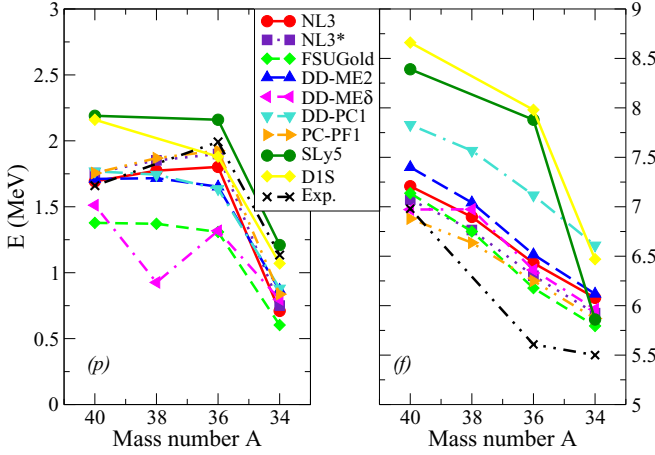 3
2.5
2
1.5
1
0.5
0
E (MeV)
(p)
40
38
36
34
Mass number A
NL3
NL3*
FSUGold
DD-ME2
DD-MEδ
DD-PC1
PC-PF1
SLy5
D1S
Exp.
(f)
40
38
36
34
Mass number A
9
8.5
8
7.5
7
6.5
6
5.5
5